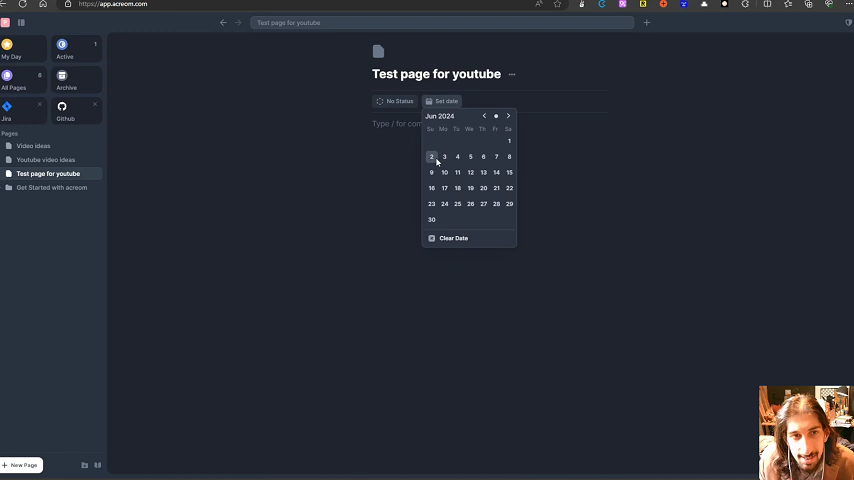 https://app.acreom.com
Test page for youtube
My Day
Active 1
All Pages 6
Archive
Jira
Github
Pages
Video ideas
Youtube video ideas
Test page for youtube
Get Started with acreom
New Page
Test page for youtube
No Status Set date
Type / for com
Jun 2024
Su Mo Tu We Th Fr Sa
1
2 3 4 5 6 7 8
9 10 11 12 13 14 15
16 17 18 19 20 21 22
23 24 25 26 27 28 29
30
Clear Date